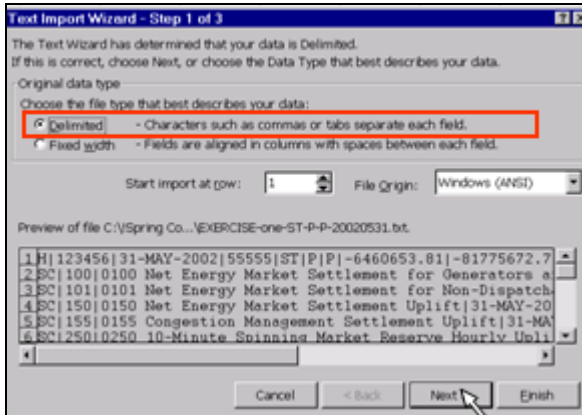 Text Import Wizard - Step 1 of 3
The Text Wizard has determined that your data is Delimited.
If this is correct, choose Next, or choose the Data Type that best describes your data.
Original data type
Choose the file type that best describes your data:
Delimited - Characters such as commas or tabs separate each field.
Fixed width - Fields are aligned in columns with spaces between each field.
Start import at row: 1 File Origin: Windows (ANSI)
Preview of file C:\Spring Co...\EXERCISE-one-ST-P-P-20020531.txt.
1 H|123456|31-MAY-2002|55555|ST|P|P|-6460653.81|-81775672.7
2 SC|100|0100 Net Energy Market Settlement for Generators a
3 SC|101|0101 Net Energy Market Settlement for Non-Dispatch
4 SC|150|0150 Net Energy Market Settlement Uplift|31-MAY-20
5 SC|155|0155 Congestion Management Settlement Uplift|31-MA
6 SC|250|0250 10-Minute Spinning Market Reserve Hourly Upli
Cancel < Back Next Finish